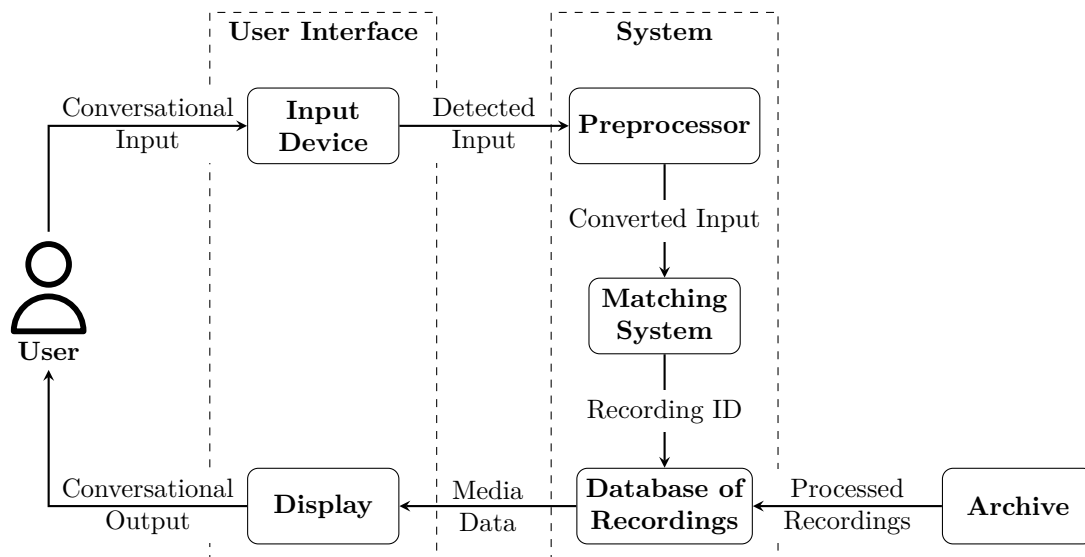 User Interface
System
Conversational
Input
Input
Device
Detected
Input
Preprocessor
Converted Input
Matching
System
User
Recording ID
Conversational
Output
Display
Media
Data
Database of
Recordings
Processed
Recordings
Archive